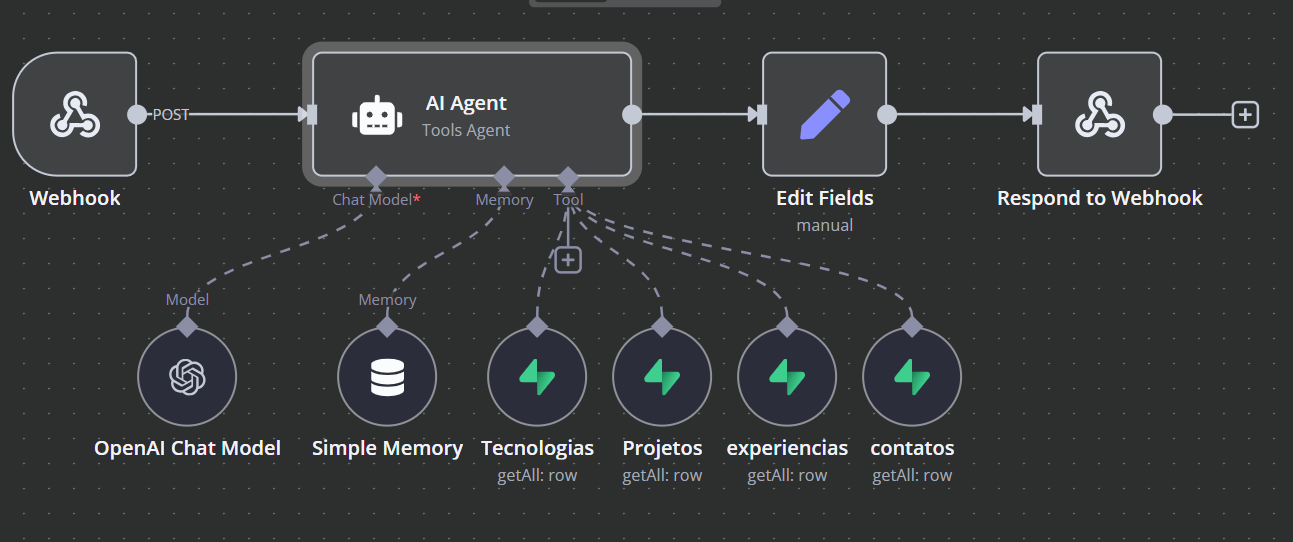 POST
AI Agent
Tools Agent
Webhook
Chat Model*
Memory
Tool
Edit Fields
manual
Respond to Webhook
Model
Memory
OpenAI Chat Model
Simple Memory
Tecnologias
getAll: row
Projetos
getAll: row
experiencias
getAll: row
contatos
getAll: row